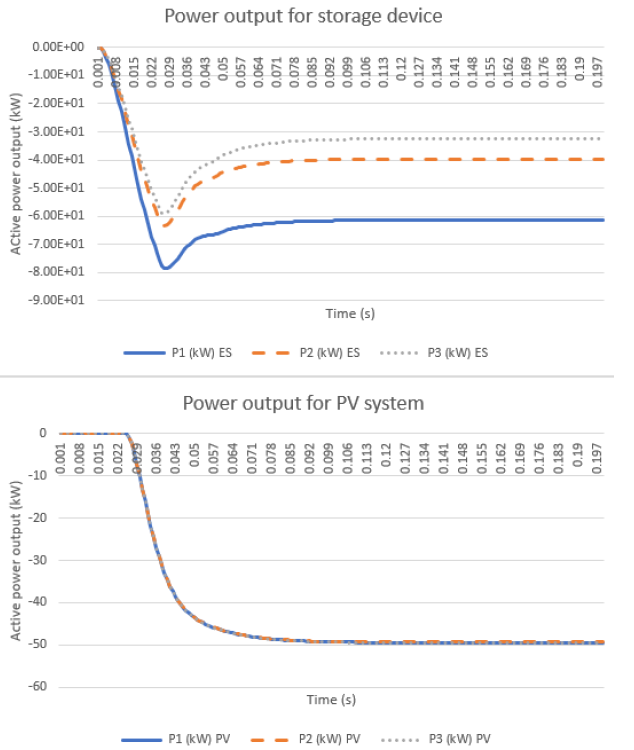 Power output for storage device
0.00E+00
-1.00E+01
-2.00E+01
-3.00E+01
-4.00E+01
-5.00E+01
-6.00E+01
-7.00E+01
-8.00E+01
-9.00E+01
ACtive power output (kW)
0.001 0.008 0.015 0.022 0.029 0.036 0.043 0.05 0.057 0.064 0.071 0.078 0.085 0.092 0.099 0.106 0.113 0.12 0.127 0.134 0.141 0.148 0.155 0.162 0.169 0.176 0.183 0.19 0.197
Time (s)
P1 (kW) ES P2 (kW) ES P3 (kW) ES
Power output for PV system
0
-10
-20
-30
-40
-50
-60
Active power output (kW)
0.001 0.008 0.015 0.022 0.029 0.036 0.043 0.05 0.057 0.064 0.071 0.078 0.085 0.092 0.099 0.106 0.113 0.12 0.127 0.134 0.141 0.148 0.155 0.162 0.169 0.176 0.183 0.19 0.197
Time (s)
P1 (kW) PV P2 (kW) PV P3 (kW) PV